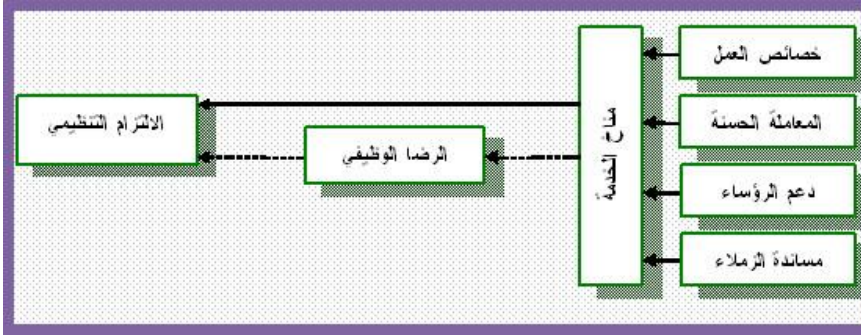 خصائص العمل
المعاملة الحسنة
دعم الرؤساء
مساندة الزملاء
مناخ الخدمة
الرضا الوظيفي
الالتزام التنظيمي